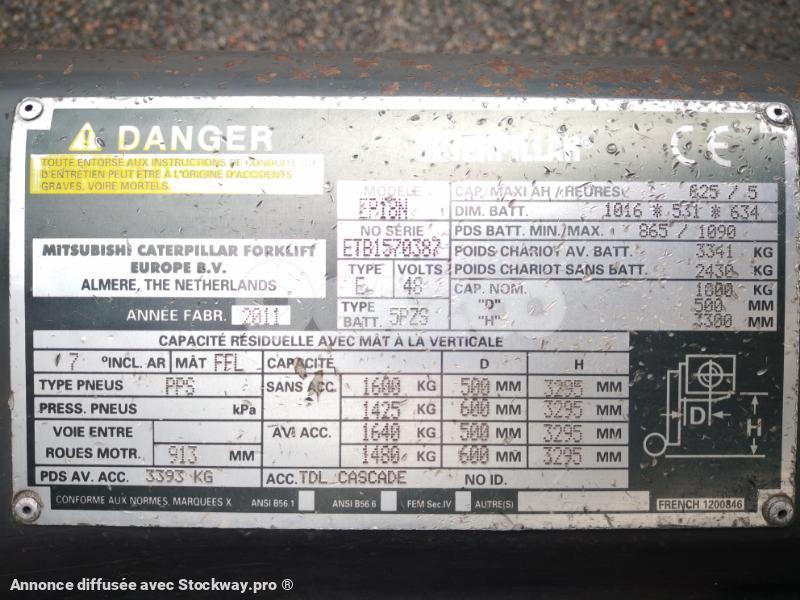 DANGER
CE
TOUTE ENTORSE AUX INSTRUCTIONS DE CONDUITE OU
D'ENTRETIEN PEUT ÊTRE À L'ORIGINE D'ACCIDENTS
GRAVES, VOIRE MORTELS.
MITSUBISHI CATERPILLAR FORKLIFT
EUROPE B.V.
ALMERE, THE NETHERLANDS
ANNÉE FABR. 2011
MODELE
EP18N
NO SÉRIE
ETB1570387
TYPE VOLTS
E 48
TYPE BATT. 5PZS
CAP. MAXI AH / HEURES 625 / 5
DIM. BATT. 1016 * 531 * 634
PDS BATT. MIN./MAX. 865 / 1090
POIDS CHARIOT AV. BATT. 3341 KG
POIDS CHARIOT SANS BATT. 2430 KG
CAP. NOM. 1800 KG
"D" 500 MM
"H" 3300 MM
CAPACITÉ RÉSIDUELLE AVEC MÂT À LA VERTICALE
7 °INCL. AR MÂT FFL CAPACITE D H
TYPE PNEUS PPS SANS ACC. 1600 KG 500 MM 3295 MM
PRESS. PNEUS kPa 1425 KG 600 MM 3295 MM
VOIE ENTRE AV. ACC. 1640 KG 500 MM 3295 MM
ROUES MOTR. 913 MM 1480 KG 600 MM 3295 MM
PDS AV. ACC. 3393 KG ACC. TDL CASCADE NO ID.
D
H
CONFORME AUX NORMES, MARQUEES X ANSI B56.1 ANSI B56.6 FEM Sec.IV AUTRE(S) FRENCH 1200846
Annonce diffusée avec Stockway.pro ®